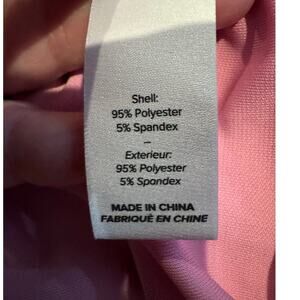 Shell:
95% Polyester
5% Spandex
–
Exterieur:
95% Polyester
5% Spandex
MADE IN CHINA
FABRIQUÉ EN CHINE